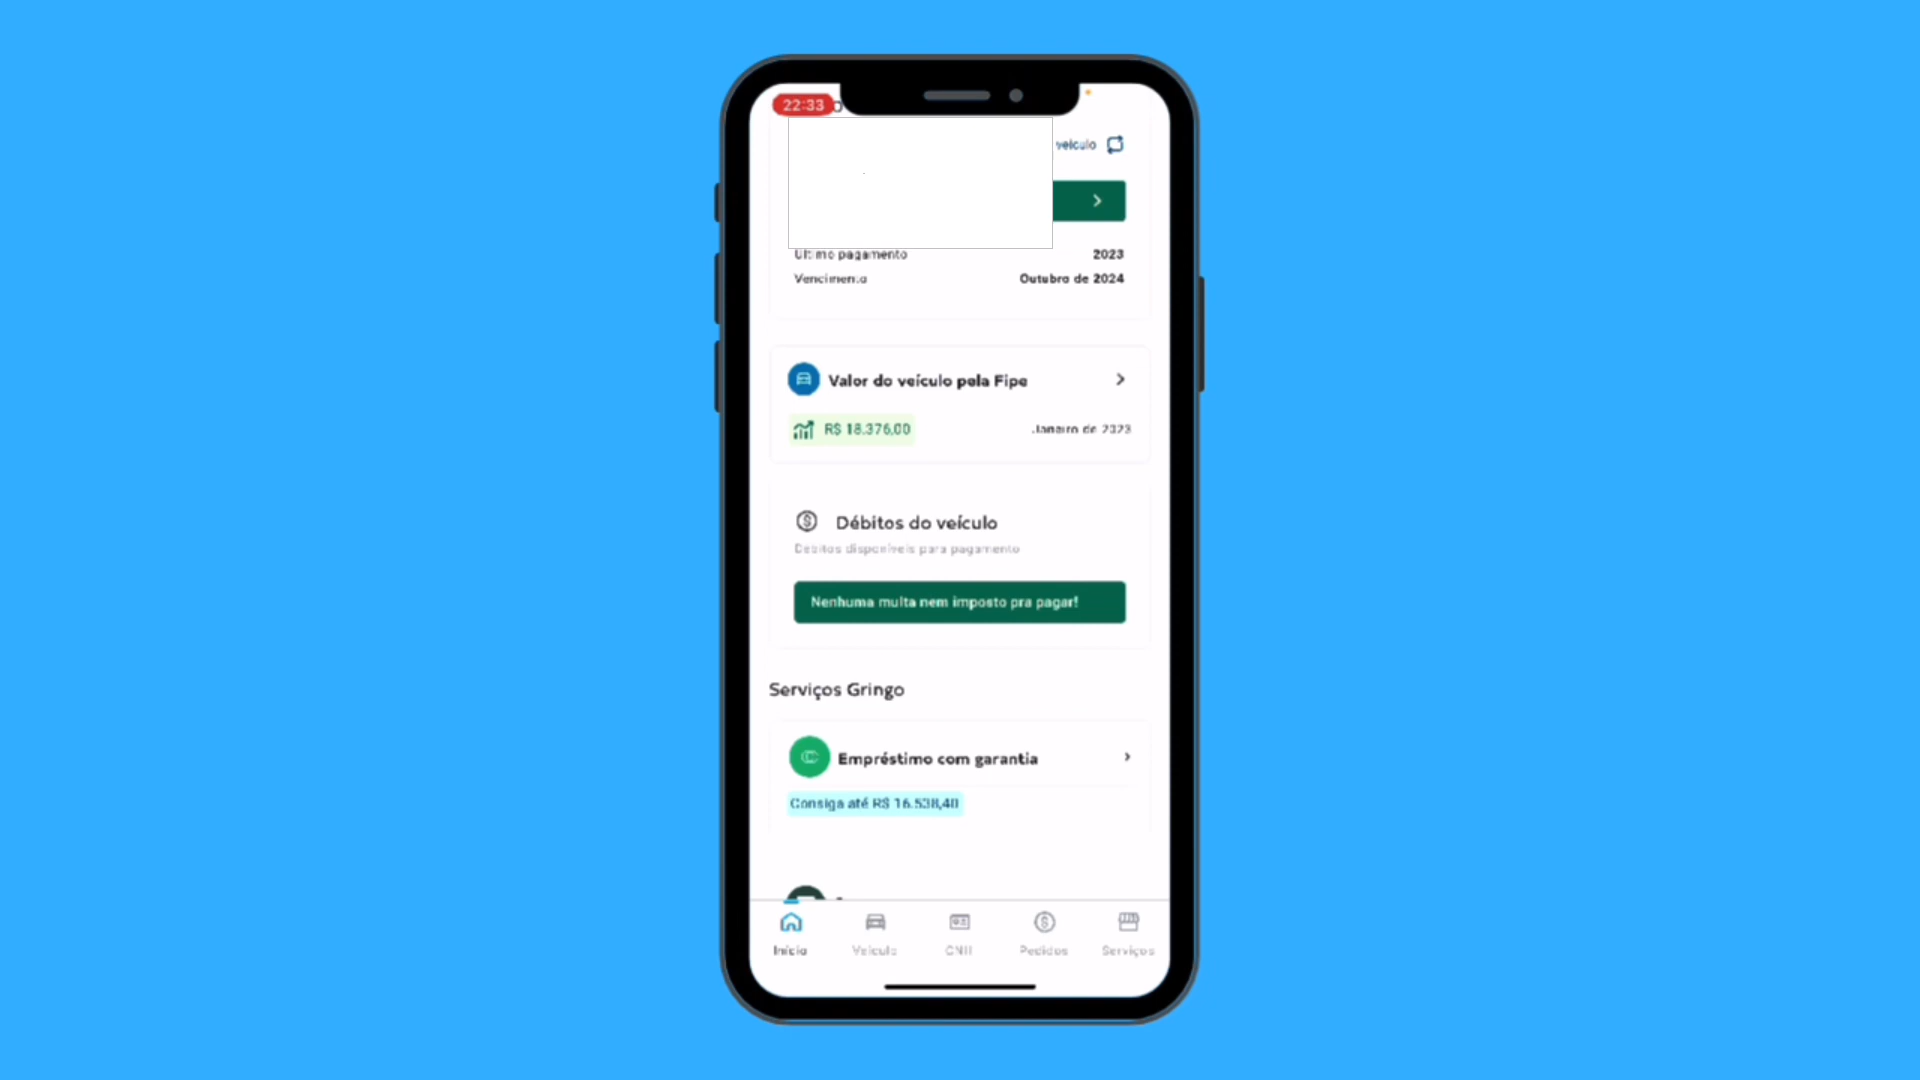 22:33
veículo
Último pagamento 2023
Vencimento Outubro de 2024
Valor do veículo pela Fipe
R$ 18.376,00 Janeiro de 2023
Débitos do veículo
Débitos disponíveis para pagamento
Nenhuma multa nem imposto pra pagar!
Serviços Gringo
Empréstimo com garantia
Consiga até R$ 16.538,40
Início Veículo CNH Pedidos Serviços